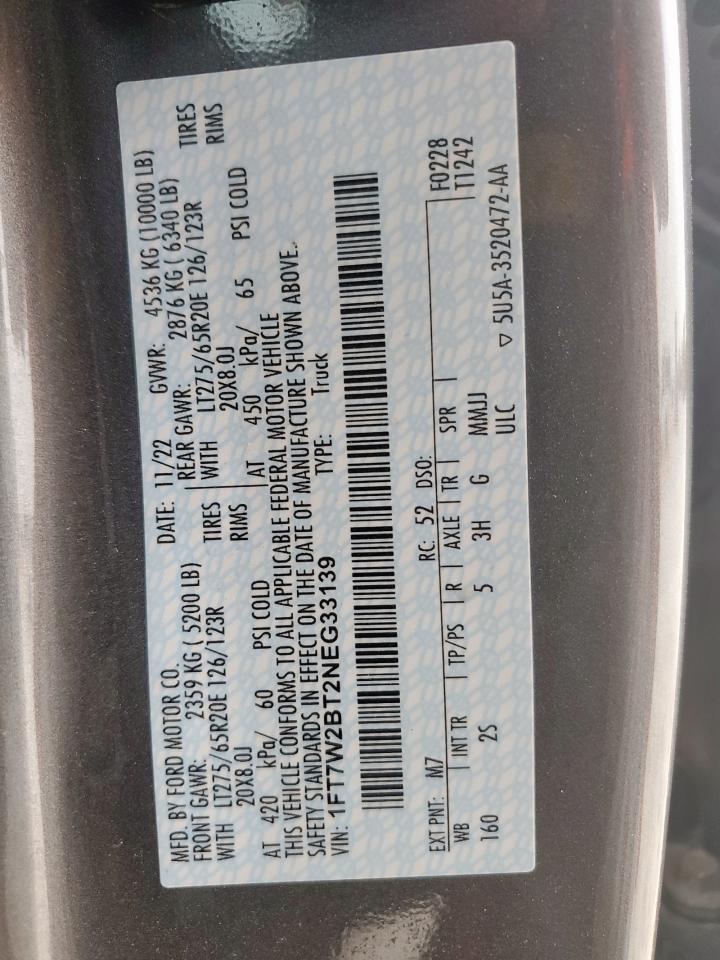 MFD. BY FORD MOTOR CO.
DATE: 11/22 GVWR: 4536 KG (10000 LB)
FRONT GAWR: 2359 KG ( 5200 LB) REAR GAWR: 2876 KG ( 6340 LB)
WITH LT275/65R20E 126/123R TIRES WITH LT275/65R20E 126/123R TIRES
20X8.0J RIMS 20X8.0J RIMS
AT 420 kPa/ 60 PSI COLD AT 450 kPa/ 65 PSI COLD
THIS VEHICLE CONFORMS TO ALL APPLICABLE FEDERAL MOTOR VEHICLE
SAFETY STANDARDS IN EFFECT ON THE DATE OF MANUFACTURE SHOWN ABOVE.
VIN: 1FT7W2BT2NEG33139 TYPE: Truck
EXT PNT: M7 RC: 52 DSO: F0228
WB INT TR TP/PS R AXLE TR SPR T1242
160 2S 5 3H G MMJJ
ULC ▽ 5U5A-3520472-AA